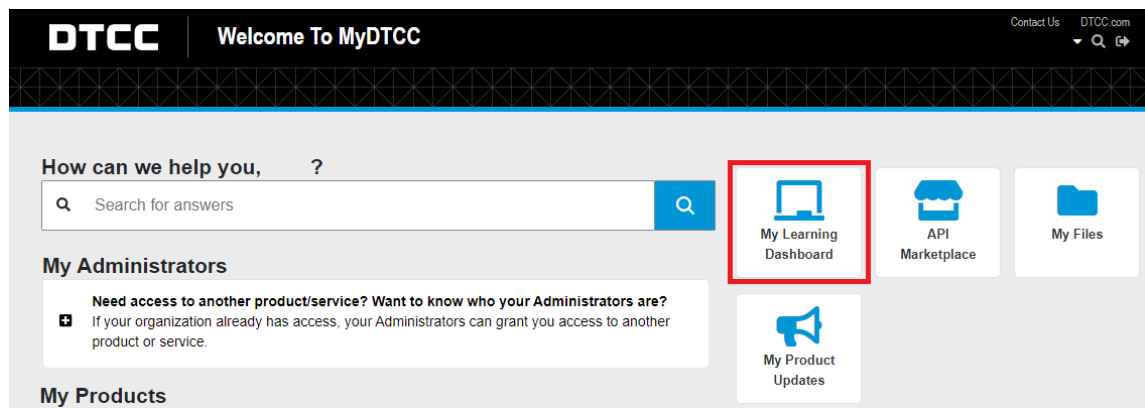 DTCC
Welcome To MyDTCC
Contact Us DTCC.com
How can we help you, ?
Search for answers
My Administrators
Need access to another product/service? Want to know who your Administrators are?
If your organization already has access, your Administrators can grant you access to another
product or service.
My Products
My Learning
Dashboard
API
Marketplace
My Files
My Product
Updates